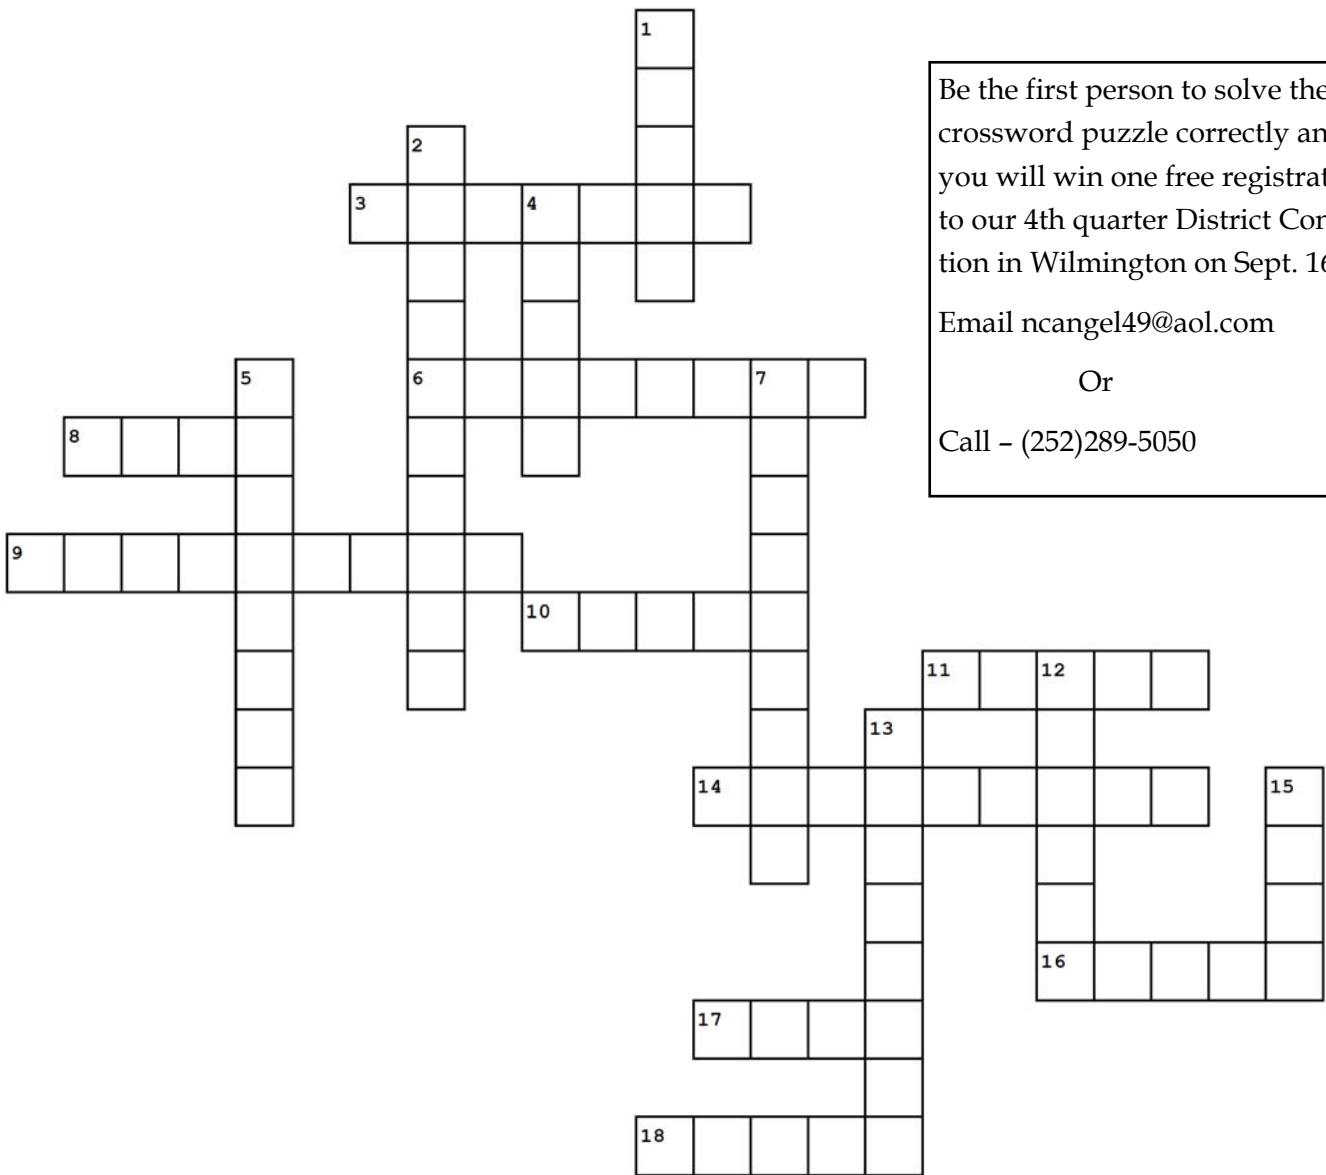 1
2
3
4
5
6
7
8
9
10
11
12
13
14
15
16
17
18
Be the first person to solve the
crossword puzzle correctly an
you will win one free registrat
to our 4th quarter District Con
tion in Wilmington on Sept. 16
Email ncangel49@aol.com
Or
Call – (252)289-5050